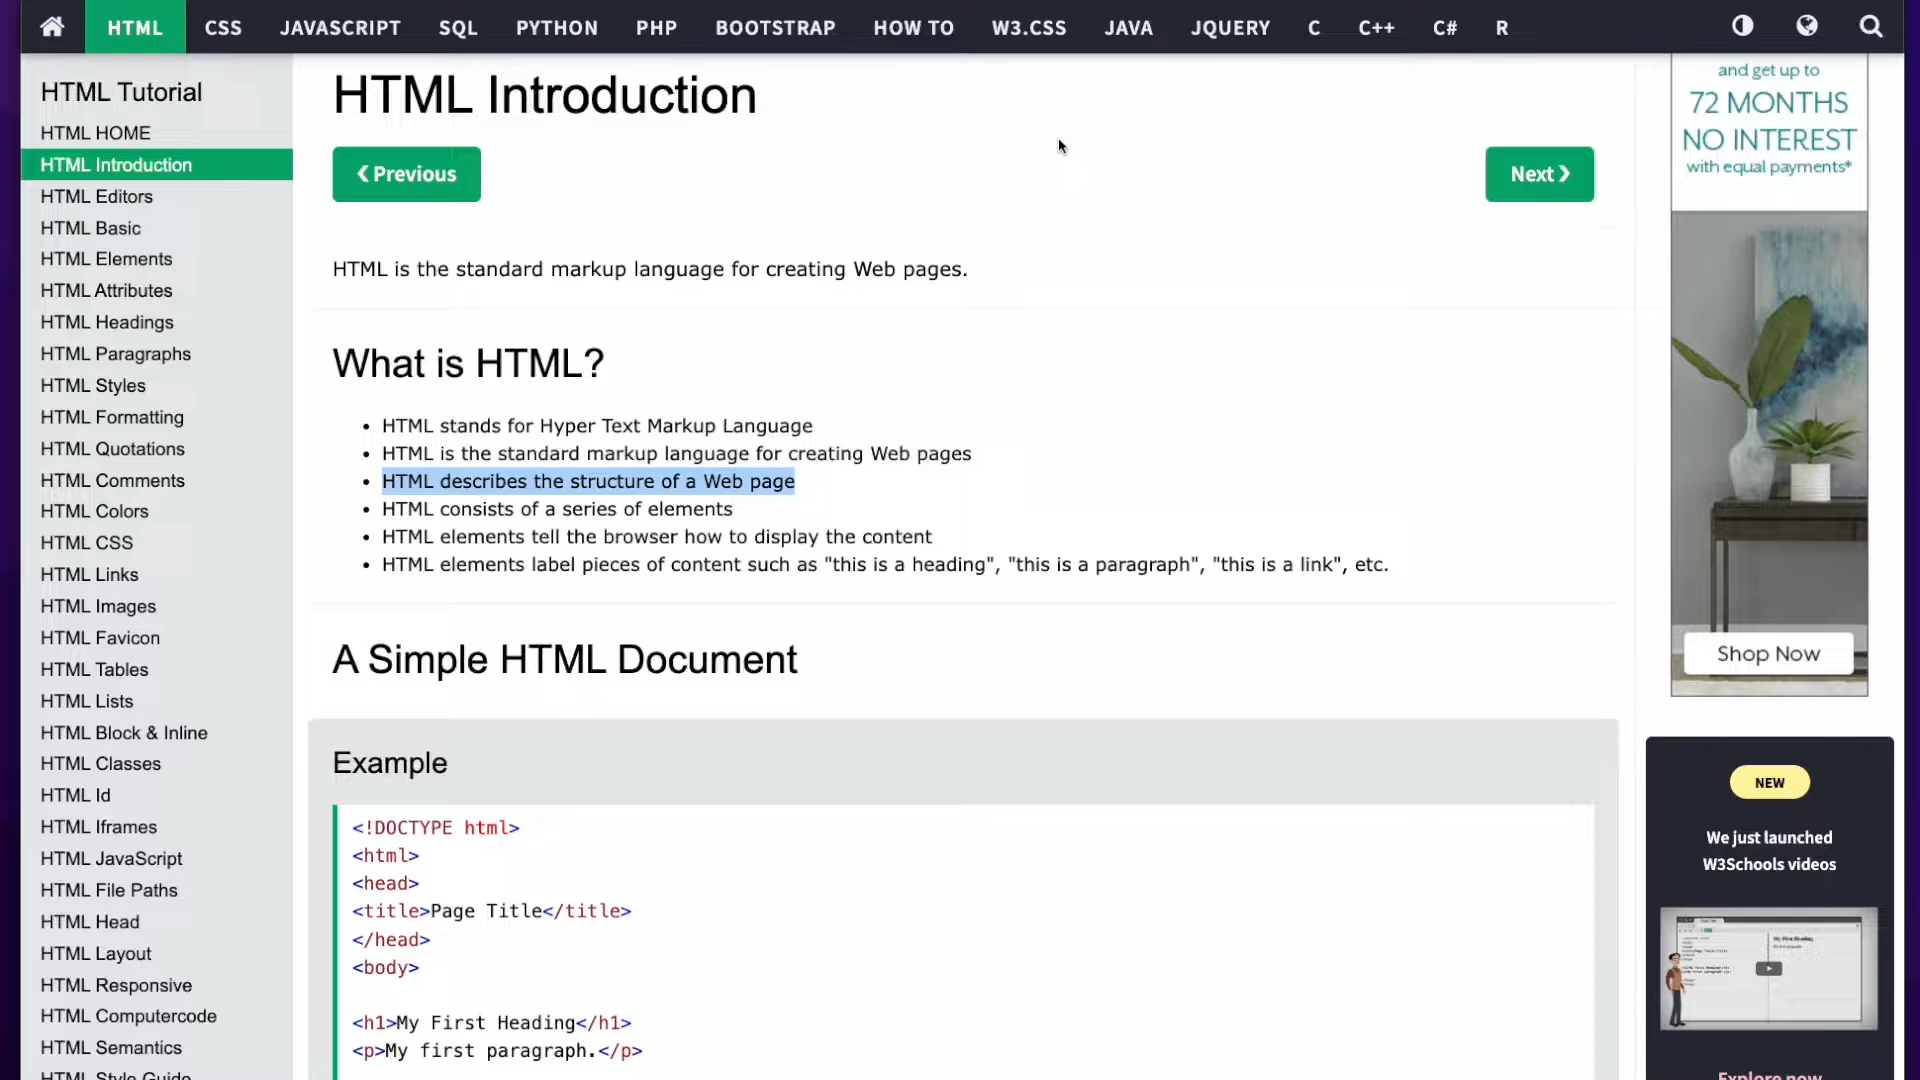 HTML CSS JAVASCRIPT SQL PYTHON PHP BOOTSTRAP HOW TO W3.CSS JAVA JQUERY C C++ C# R
HTML Tutorial
HTML HOME
HTML Introduction
HTML Editors
HTML Basic
HTML Elements
HTML Attributes
HTML Headings
HTML Paragraphs
HTML Styles
HTML Formatting
HTML Quotations
HTML Comments
HTML Colors
HTML CSS
HTML Links
HTML Images
HTML Favicon
HTML Tables
HTML Lists
HTML Block & Inline
HTML Classes
HTML Id
HTML Iframes
HTML JavaScript
HTML File Paths
HTML Head
HTML Layout
HTML Responsive
HTML Computercode
HTML Semantics
HTML Style Guide
HTML Introduction
❮ Previous
Next ❯
HTML is the standard markup language for creating Web pages.
What is HTML?
• HTML stands for Hyper Text Markup Language
• HTML is the standard markup language for creating Web pages
• HTML describes the structure of a Web page
• HTML consists of a series of elements
• HTML elements tell the browser how to display the content
• HTML elements label pieces of content such as "this is a heading", "this is a paragraph", "this is a link", etc.
A Simple HTML Document
Example
<!DOCTYPE html>
<html>
<head>
<title>Page Title</title>
</head>
<body>
<h1>My First Heading</h1>
<p>My first paragraph.</p>
and get up to
72 MONTHS
NO INTEREST
with equal payments*
Shop Now
NEW
We just launched
W3Schools videos
Explore now